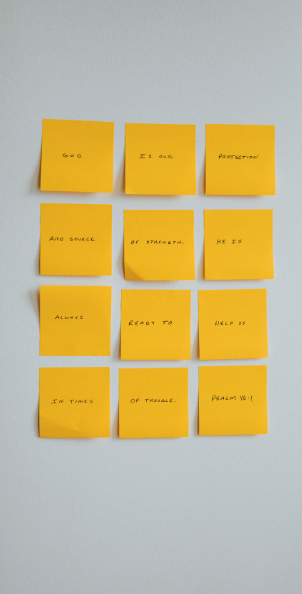 GOD IS OUR PROTECTION
AND SOURCE OF STRENGTH.  HE IS
ALWAYS READY TO HELP US
IN TIMES OF TROUBLE. PSALM 46:1